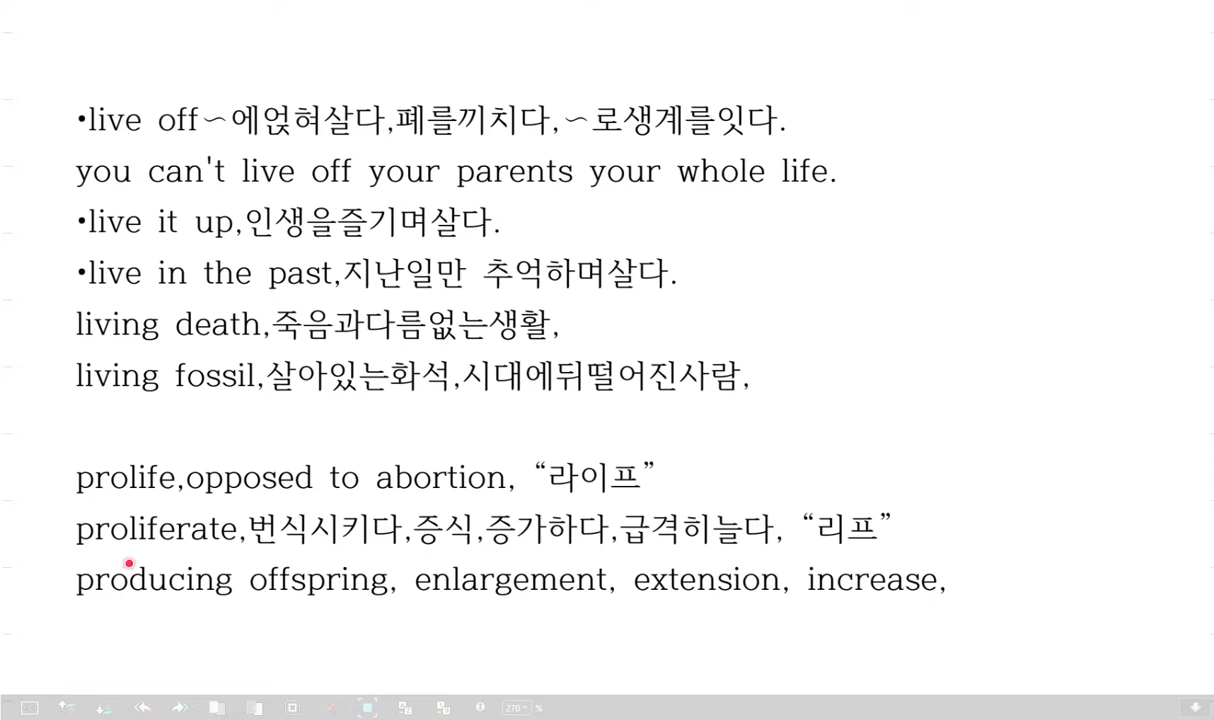 •live off∽에얹혀살다,폐를끼치다,∽로생계를잇다.
you can't live off your parents your whole life.
•live it up,인생을즐기며살다.
•live in the past,지난일만 추억하며살다.
living death,죽음과다름없는생활,
living fossil,살아있는화석,시대에뒤떨어진사람,
prolife,opposed to abortion, “라이프”
proliferate,번식시키다,증식,증가하다,급격히늘다, “리프”
producing offspring, enlargement, extension, increase,
270 %